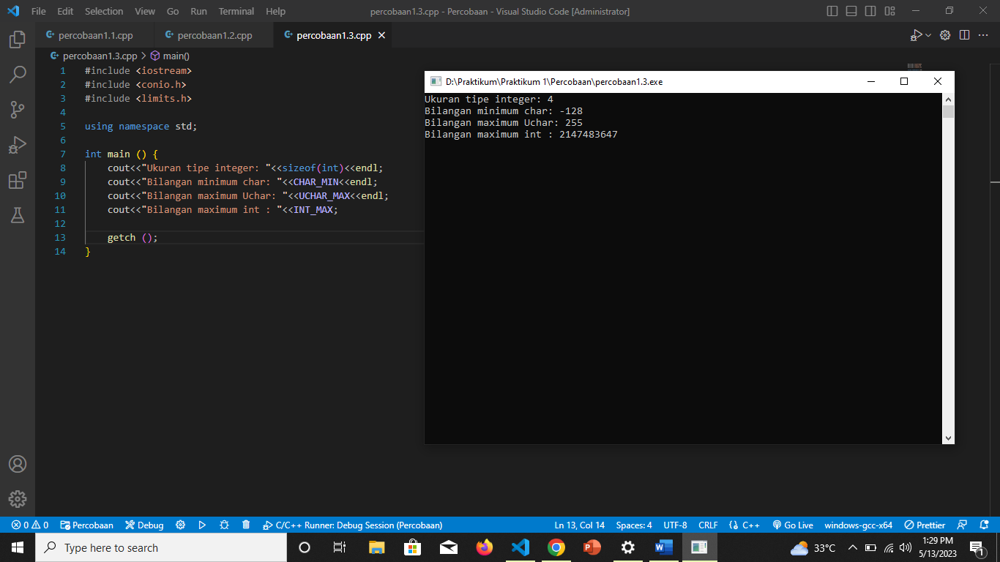 File Edit Selection View Go Run Terminal Help percobaan1.3.cpp - Percobaan - Visual Studio Code [Administrator]
percobaan1.1.cpp percobaan1.2.cpp percobaan1.3.cpp
percobaan1.3.cpp > main()
1 #include <iostream>
2 #include <conio.h>
3 #include <limits.h>
4
5 using namespace std;
6
7 int main () {
8 cout<<"Ukuran tipe integer: "<<sizeof(int)<<endl;
9 cout<<"Bilangan minimum char: "<<CHAR_MIN<<endl;
10 cout<<"Bilangan maximum Uchar: "<<UCHAR_MAX<<endl;
11 cout<<"Bilangan maximum int : "<<INT_MAX;
12
13 getch ();
14 }
D:\Praktikum\Praktikum 1\Percobaan\percobaan1.3.exe
Ukuran tipe integer: 4
Bilangan minimum char: -128
Bilangan maximum Uchar: 255
Bilangan maximum int : 2147483647
0 0 Percobaan Debug C/C++ Runner: Debug Session (Percobaan) Ln 13, Col 14 Spaces: 4 UTF-8 CRLF {} C++ Go Live windows-gcc-x64 Prettier
Type here to search 33°C 1:29 PM
5/13/2023 1